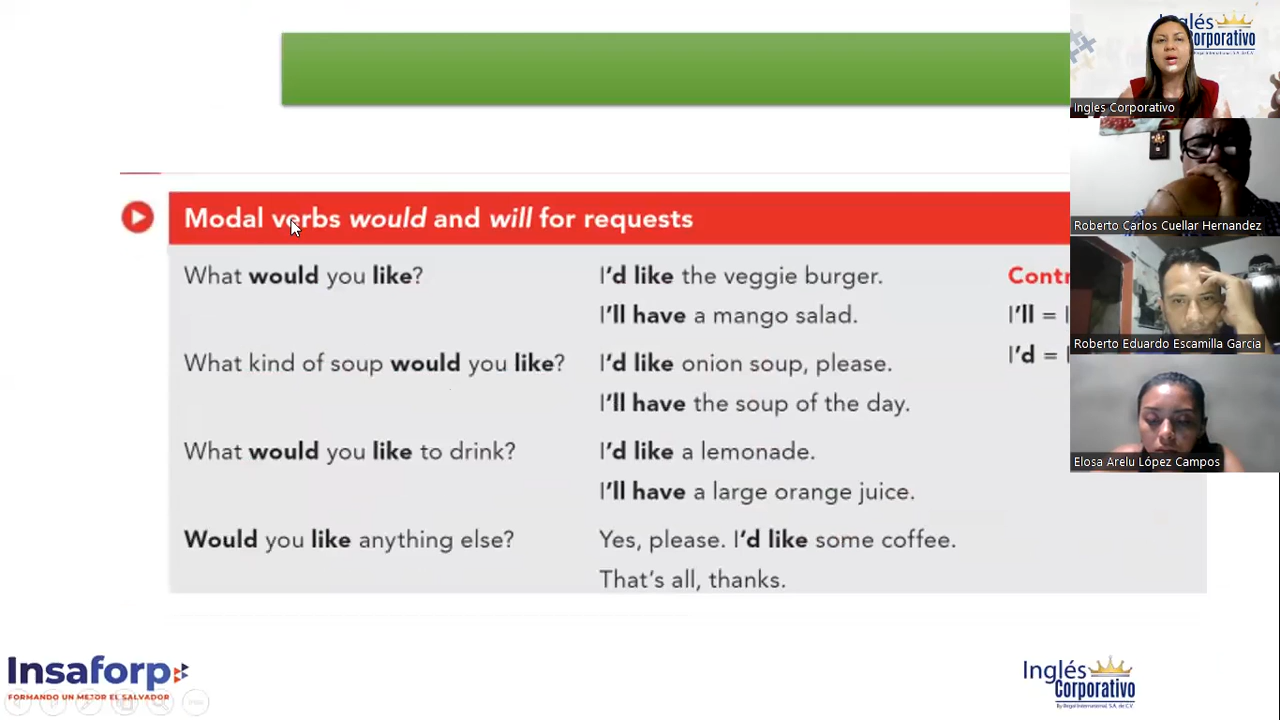 Modal verbs would and will for requests
What would you like?
I'd like the veggie burger.
I'll have a mango salad.
What kind of soup would you like?
I'd like onion soup, please.
I'll have the soup of the day.
What would you like to drink?
I'd like a lemonade.
I'll have a large orange juice.
Would you like anything else?
Yes, please. I'd like some coffee.
That's all, thanks.
I'll =
I'd =
Inglés
Corporativo
Ingles Corporativo
Roberto Carlos Cuellar Hernandez
Roberto Eduardo Escamilla Garcia
Elosa Arelu López Campos
Insaforp
FORMANDO UN MEJOR EL SALVADOR
Inglés
Corporativo